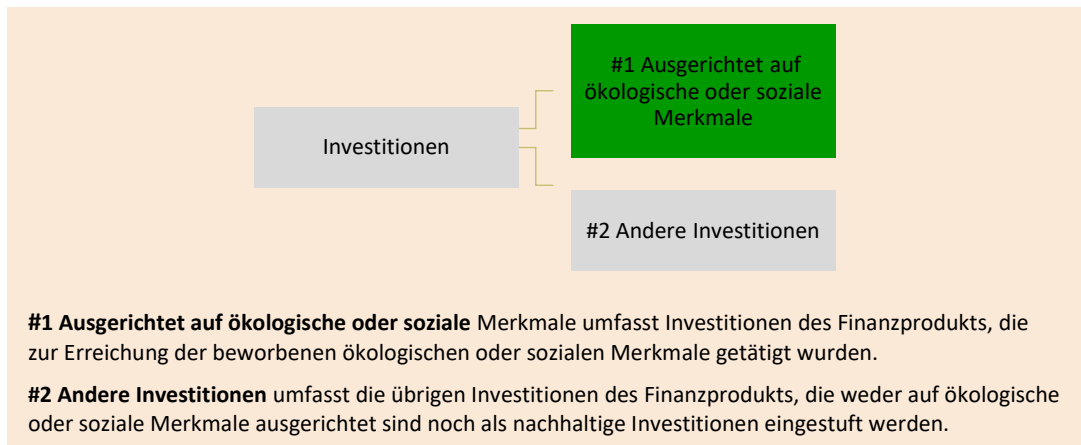 #1 Ausgerichtet auf
ökologische oder soziale
Merkmale
Investitionen
#2 Andere Investitionen
#1 Ausgerichtet auf ökologische oder soziale Merkmale umfasst Investitionen des Finanzprodukts, die
zur Erreichung der beworbenen ökologischen oder sozialen Merkmale getätigt wurden.
#2 Andere Investitionen umfasst die übrigen Investitionen des Finanzprodukts, die weder auf ökologische
oder soziale Merkmale ausgerichtet sind noch als nachhaltige Investitionen eingestuft werden.